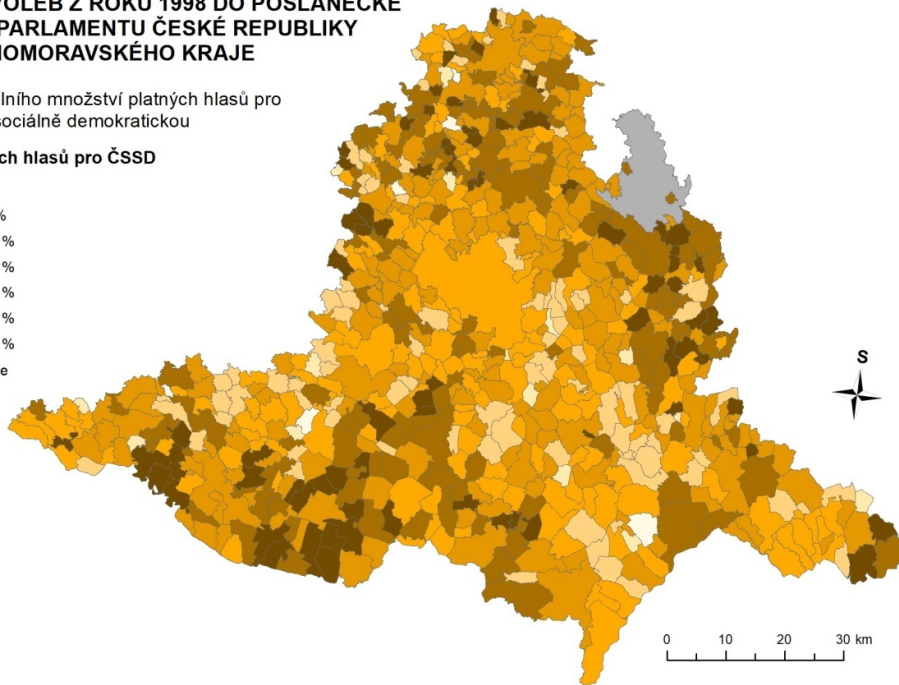 VOLEB Z ROKU 1998 DO POSLANECKÉ
PARLAMENTU ČESKÉ REPUBLIKY
HOMORAVSKÉHO KRAJE
lního množství platných hlasů pro
sociálně demokratickou
ch hlasů pro ČSSD
%
%
%
%
%
%
e
S
0 10 20 30 km